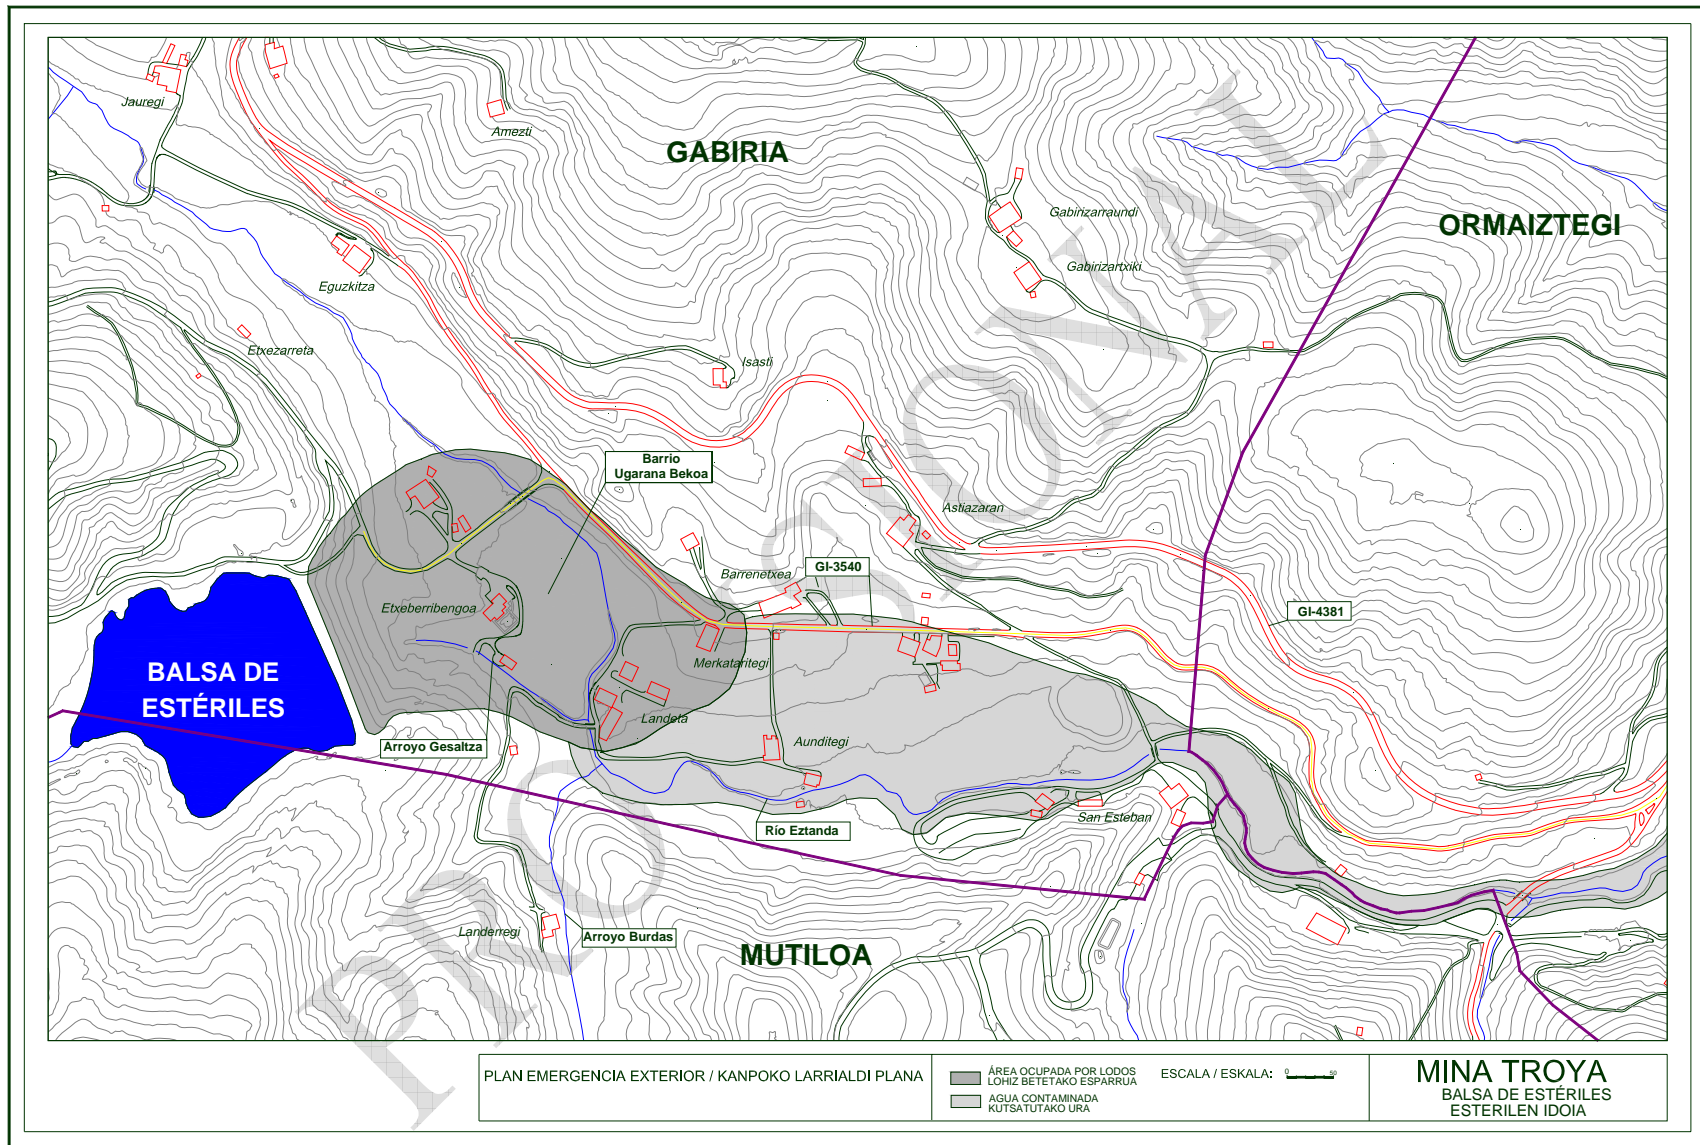 Jauregi
Amezti
GABIRIA
Gabirizarraundi
ORMAIZTEGI
Gabirizartxiki
Eguzkitza
Etxezarreta
Isasti
Barrio
Ugarana Bekoa
Astiazaran
Barrenetxea
GI-3540
Etxeberribengoa
GI-4381
BALSA DE
ESTÉRILES
Merkataritegi
Landeta
Arroyo Gesaltza
Aunditegi
San Esteban
Río Eztanda
Landerregi
Arroyo Burdas
MUTILOA
PROVISIONAL
PLAN EMERGENCIA EXTERIOR / KANPOKO LARRIALDI PLANA
ÁREA OCUPADA POR LODOS
LOHIZ BETETAKO ESPARRUA
AGUA CONTAMINADA
KUTSATUTAKO URA
ESCALA / ESKALA:
0 50
MINA TROYA
BALSA DE ESTÉRILES
ESTERILEN IDOIA